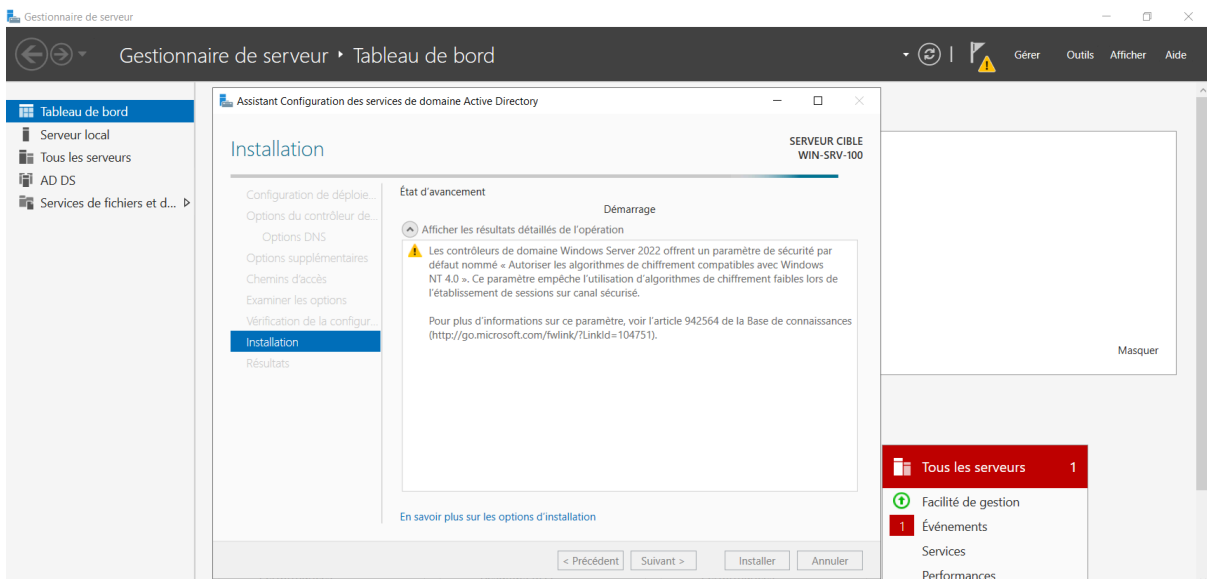 Gestionnaire de serveur
Gestionnaire de serveur ‣ Tableau de bord
Gérer Outils Afficher Aide
Tableau de bord
Serveur local
Tous les serveurs
AD DS
Services de fichiers et d...
Assistant Configuration des services de domaine Active Directory
Installation
SERVEUR CIBLE
WIN-SRV-100
Configuration de déploie...
Options du contrôleur de...
Options DNS
Options supplémentaires
Chemins d’accès
Examiner les options
Vérification de la configur...
Installation
Résultats
État d’avancement
Démarrage
Afficher les résultats détaillés de l’opération
Les contrôleurs de domaine Windows Server 2022 offrent un paramètre de sécurité par
défaut nommé « Autoriser les algorithmes de chiffrement compatibles avec Windows
NT 4.0 ». Ce paramètre empêche l’utilisation d’algorithmes de chiffrement faibles lors de
l’établissement de sessions sur canal sécurisé.
Pour plus d’informations sur ce paramètre, voir l’article 942564 de la Base de connaissances
(http://go.microsoft.com/fwlink/?LinkId=104751).
En savoir plus sur les options d’installation
< Précédent Suivant > Installer Annuler
Masquer
Tous les serveurs 1
Facilité de gestion
1 Événements
Services
Performances